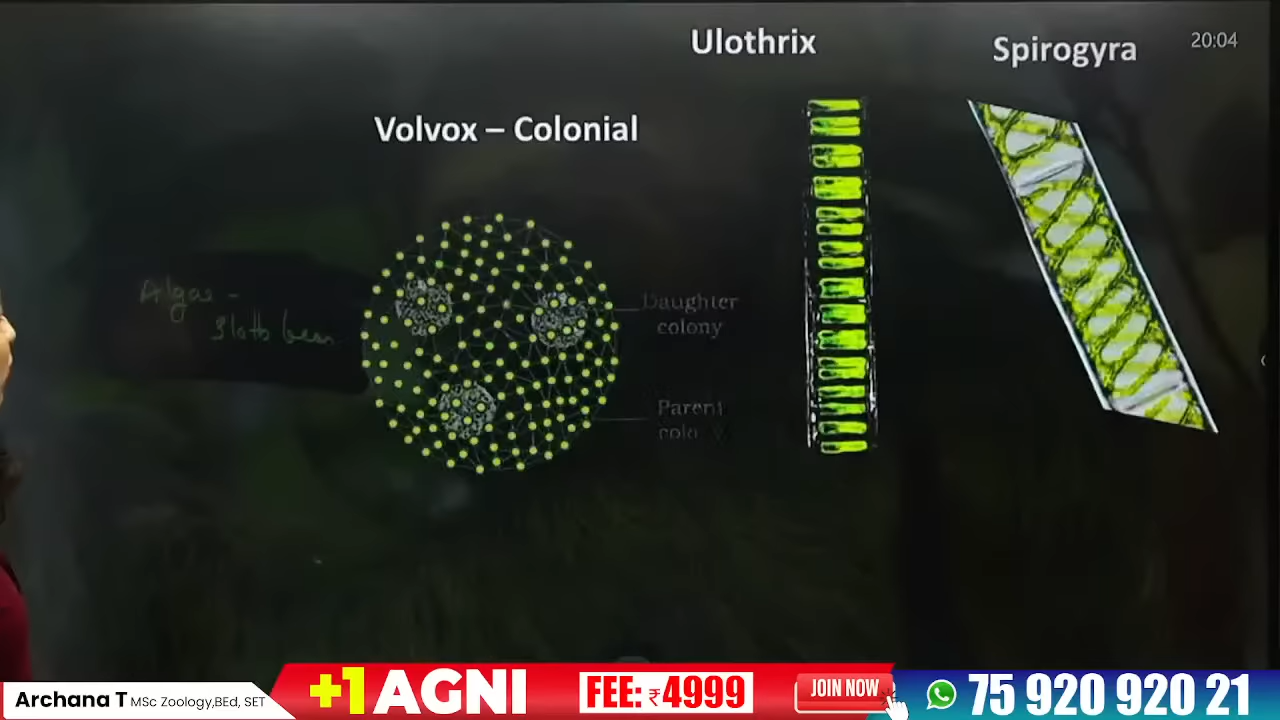 Ulothrix
Spirogyra
20:04
Volvox – Colonial
Algae -
Sloth bear
Daughter
colony
Parent
Archana T MSc Zoology,BEd, SET
+1 AGNI
FEE: ₹4999
JOIN NOW
75 920 920 21